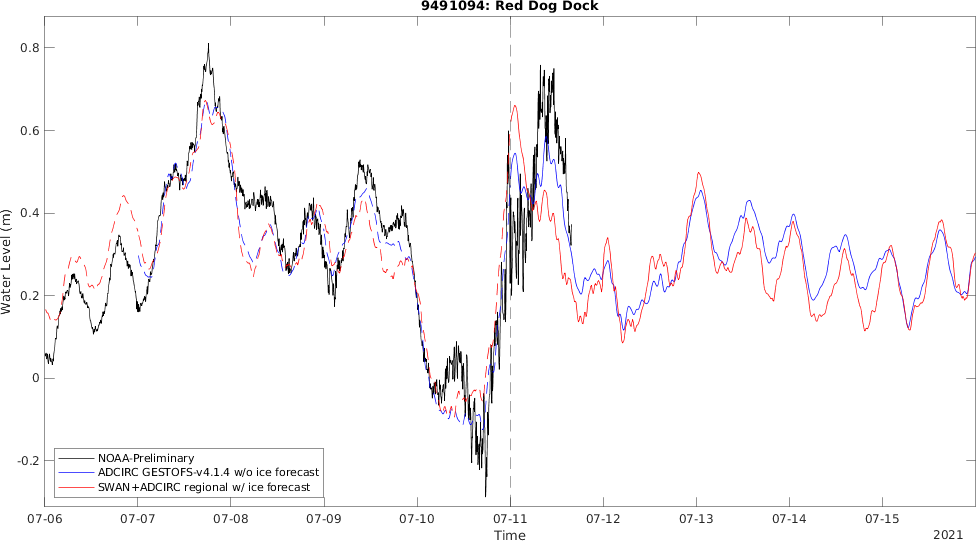 9491094: Red Dog Dock
0.8
0.6
0.4
0.2
0
-0.2
Water Level (m)
NOAA-Preliminary
ADCIRC GESTOFS-v4.1.4 w/o ice forecast
SWAN+ADCIRC regional w/ ice forecast
07-06 07-07 07-08 07-09 07-10 07-11 07-12 07-13 07-14 07-15
Time
2021